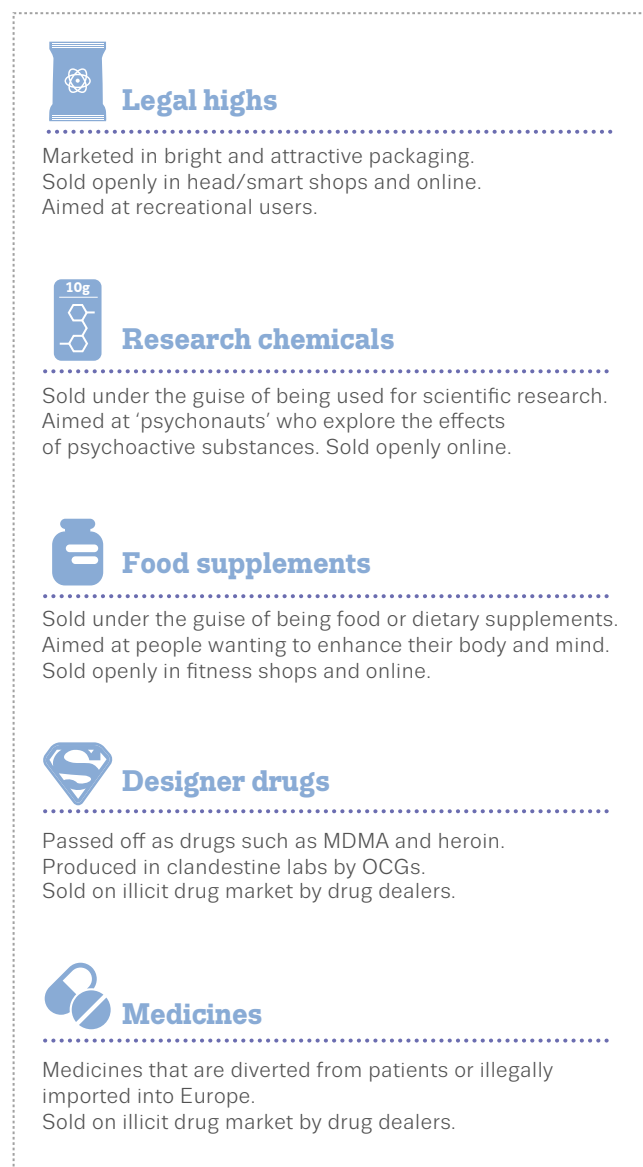 Legal highs
Marketed in bright and attractive packaging.
Sold openly in head/smart shops and online.
Aimed at recreational users.
10g
Research chemicals
Sold under the guise of being used for scientific research.
Aimed at ‘psychonauts’ who explore the effects
of psychoactive substances. Sold openly online.
Food supplements
Sold under the guise of being food or dietary supplements.
Aimed at people wanting to enhance their body and mind.
Sold openly in fitness shops and online.
S
Designer drugs
Passed off as drugs such as MDMA and heroin.
Produced in clandestine labs by OCGs.
Sold on illicit drug market by drug dealers.
Medicines
Medicines that are diverted from patients or illegally
imported into Europe.
Sold on illicit drug market by drug dealers.